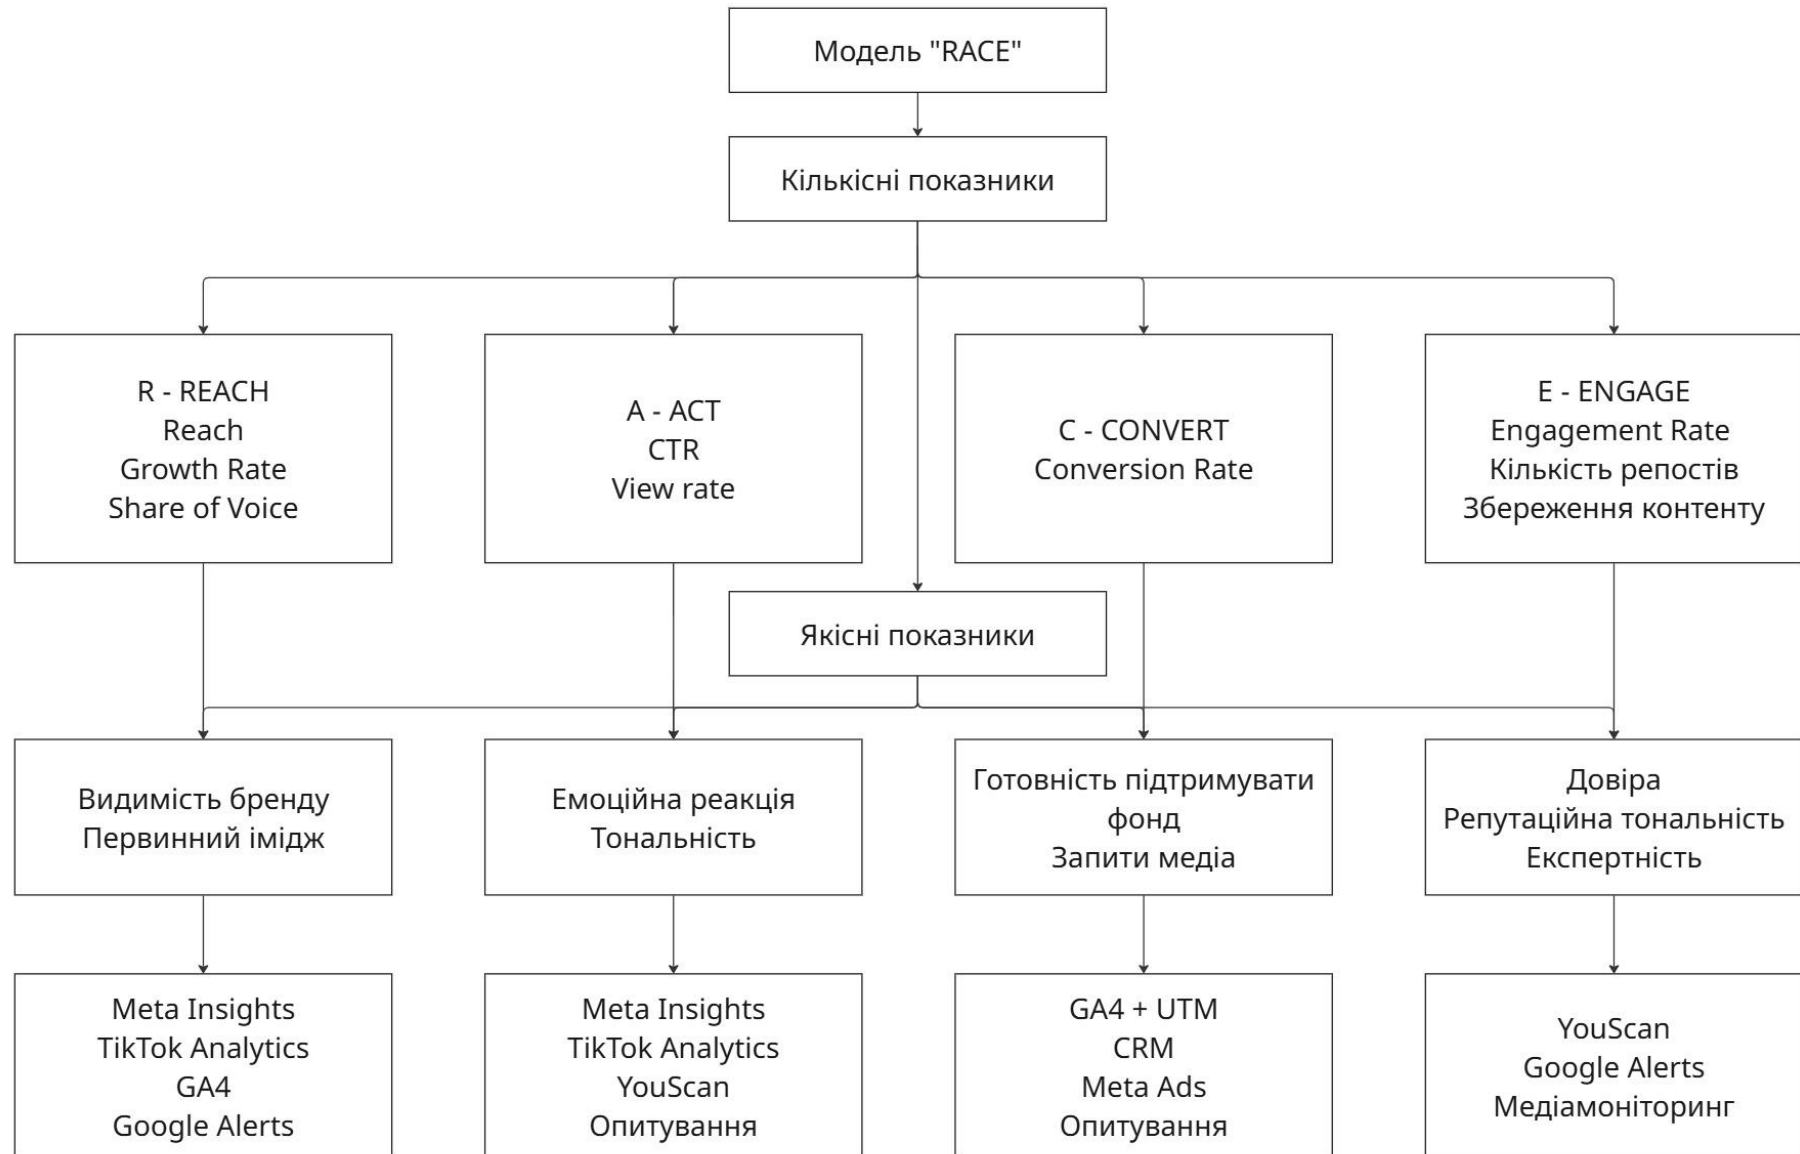 Модель "RACE"
Кількісні показники
R - REACH
Reach
Growth Rate
Share of Voice
A - ACT
CTR
View rate
C - CONVERT
Conversion Rate
E - ENGAGE
Engagement Rate
Кількість репостів
Збереження контенту
Якісні показники
Видимість бренду
Первинний імідж
Емоційна реакція
Тональність
Готовність підтримувати
фонд
Запити медіа
Довіра
Репутаційна тональність
Експертність
Meta Insights
TikTok Analytics
GA4
Google Alerts
Meta Insights
TikTok Analytics
YouScan
Опитування
GA4 + UTM
CRM
Meta Ads
Опитування
YouScan
Google Alerts
Медіамоніторинг